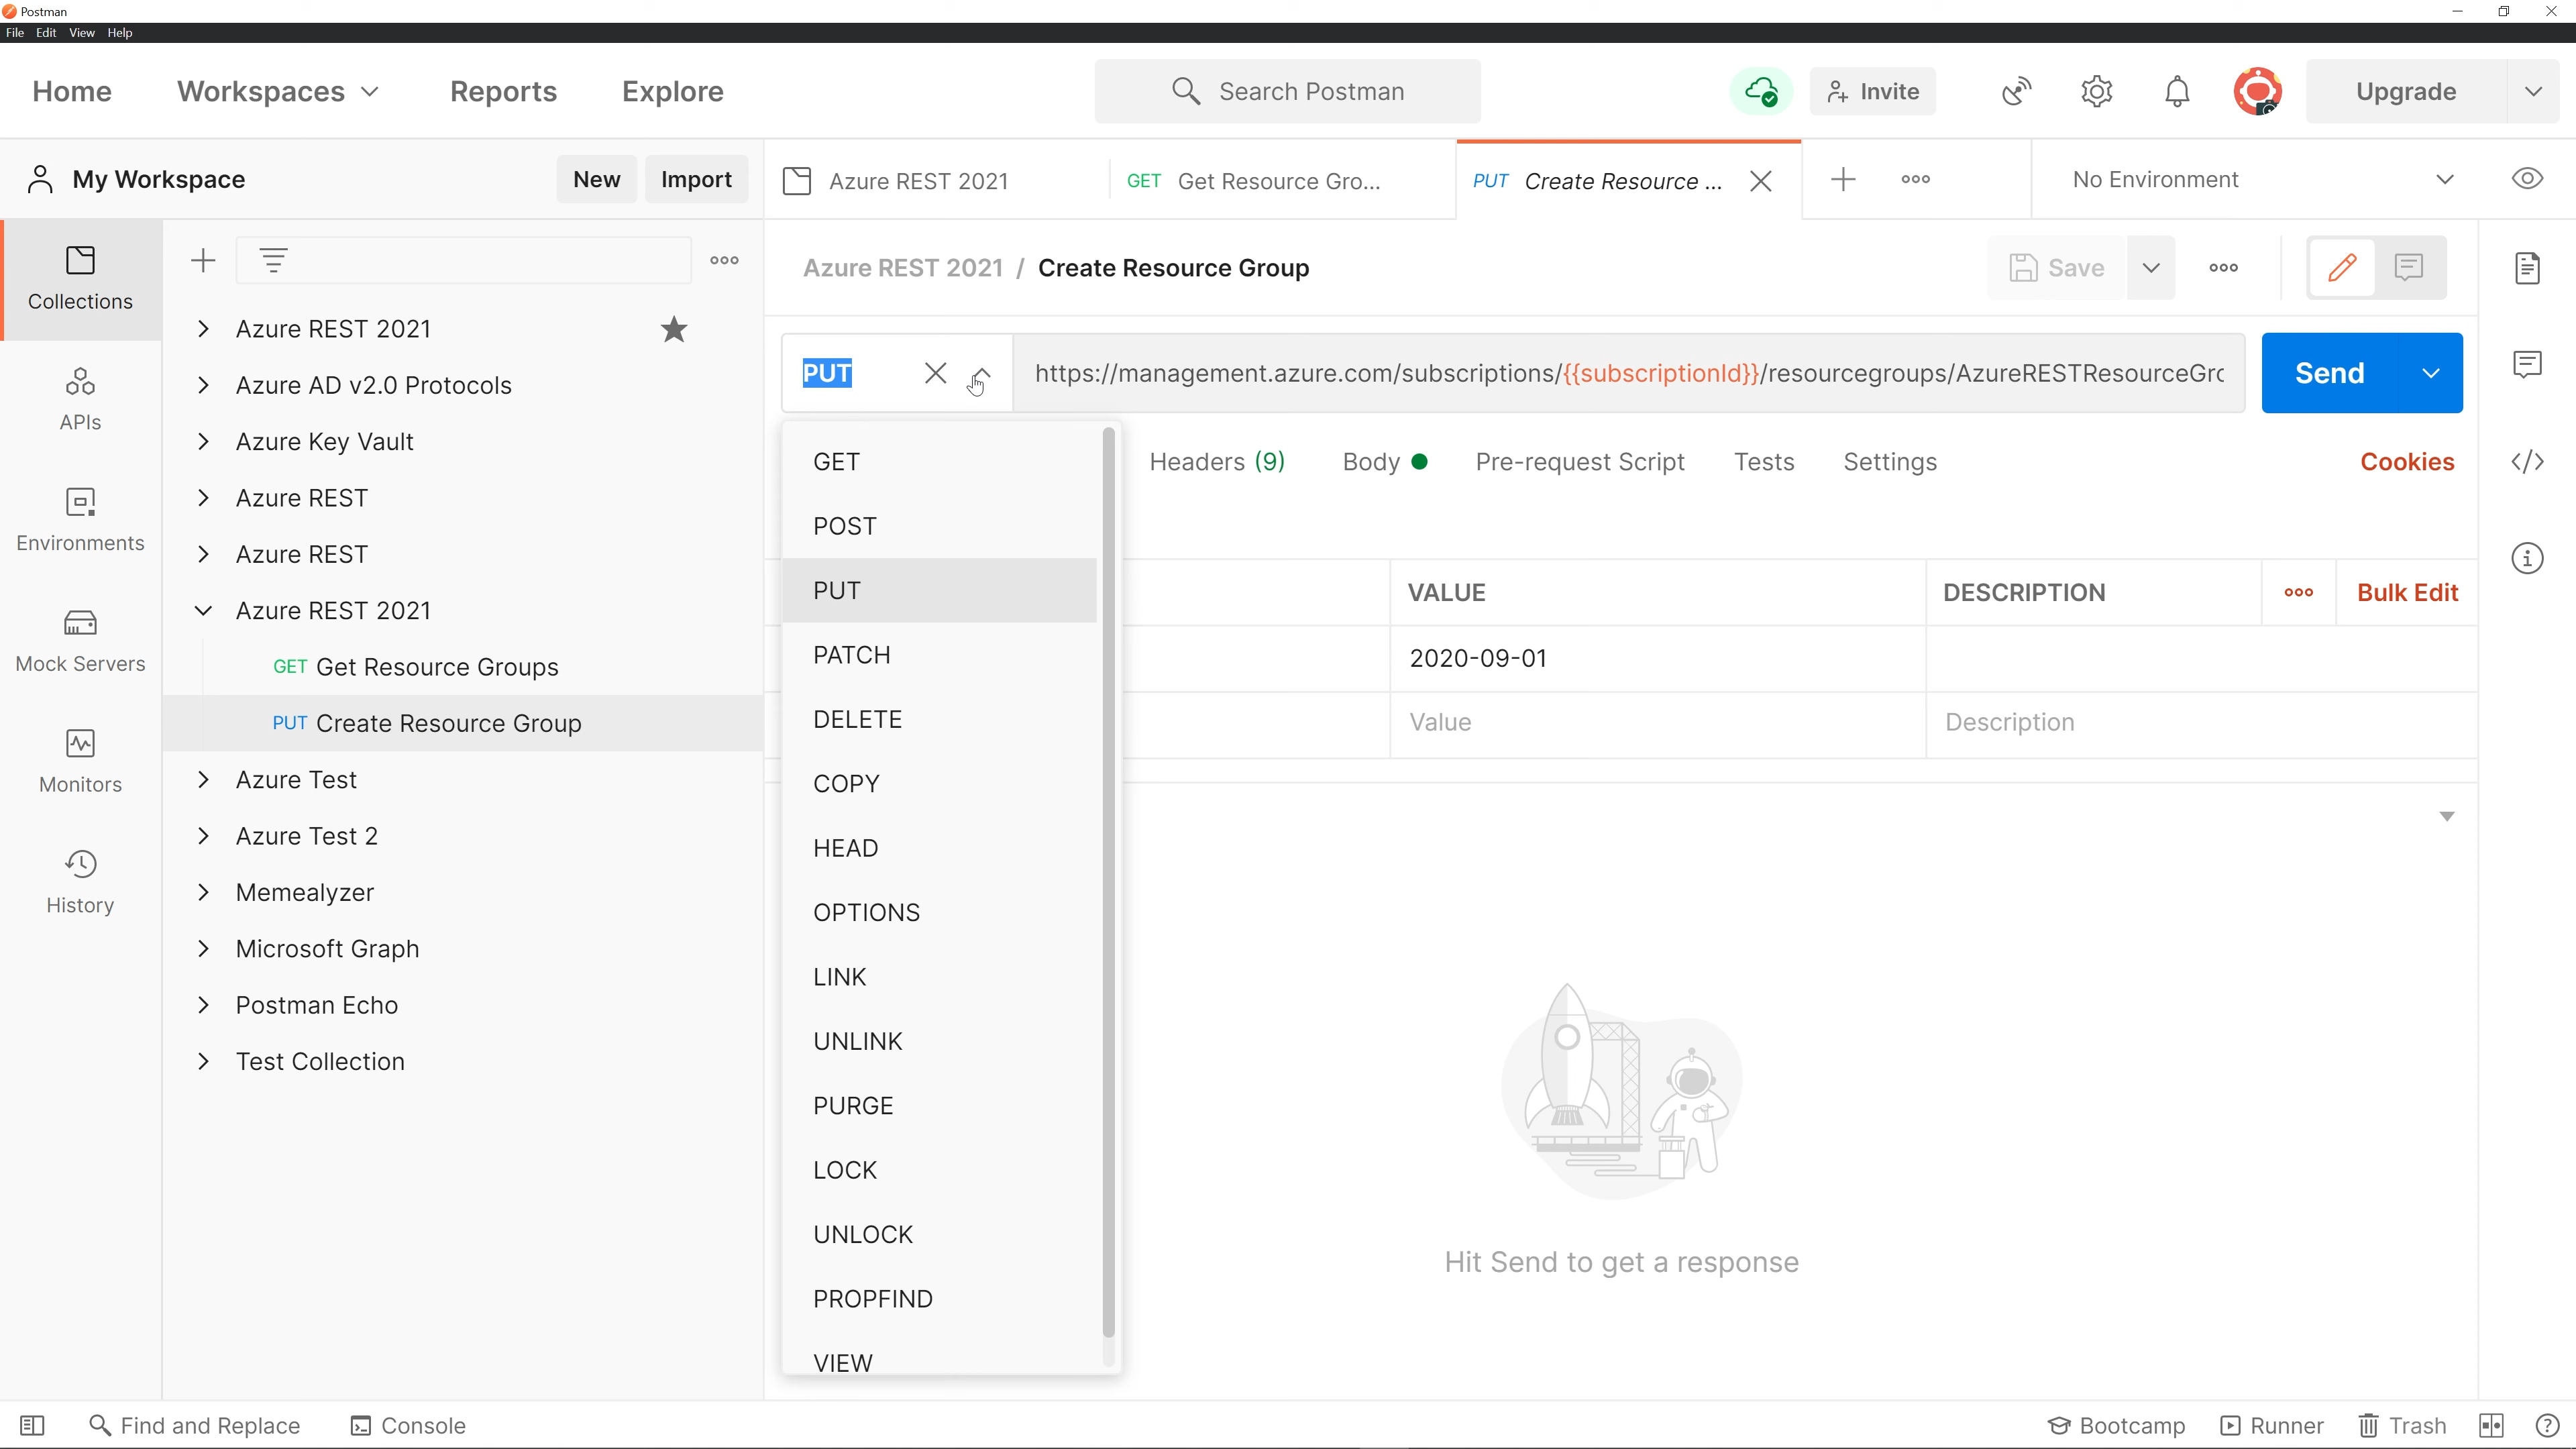 Postman
File Edit View Help
Home Workspaces Reports Explore
Search Postman
Invite
Upgrade
My Workspace New Import
Azure REST 2021
GET Get Resource Gro...
PUT Create Resource ...
No Environment
Collections
APIs
Environments
Mock Servers
Monitors
History
Azure REST 2021
Azure AD v2.0 Protocols
Azure Key Vault
Azure REST
Azure REST
Azure REST 2021
GET Get Resource Groups
PUT Create Resource Group
Azure Test
Azure Test 2
Memealyzer
Microsoft Graph
Postman Echo
Test Collection
Azure REST 2021 / Create Resource Group
Save
PUT
https://management.azure.com/subscriptions/{{subscriptionId}}/resourcegroups/AzureRESTResourceGrc
Send
Headers (9) Body Pre-request Script Tests Settings
Cookies
VALUE DESCRIPTION Bulk Edit
2020-09-01
Value Description
GET
POST
PUT
PATCH
DELETE
COPY
HEAD
OPTIONS
LINK
UNLINK
PURGE
LOCK
UNLOCK
PROPFIND
VIEW
Hit Send to get a response
Find and Replace Console
Bootcamp Runner Trash